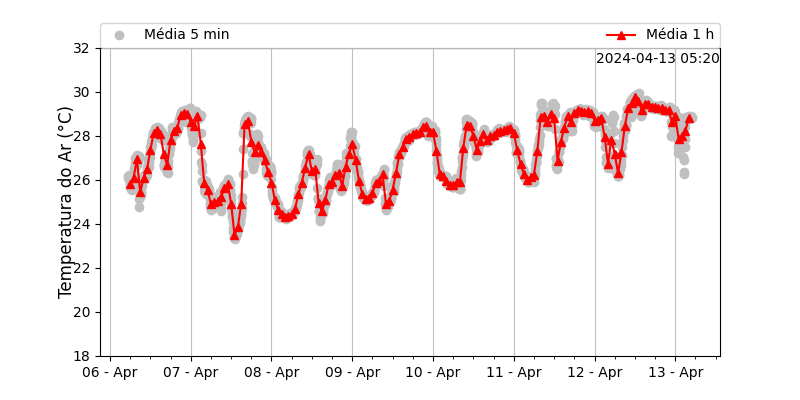 Média 5 min
Média 1 h
2024-04-13 05:20
Temperatura do Ar (°C)
32
30
28
26
24
22
20
18
06 - Apr
07 - Apr
08 - Apr
09 - Apr
10 - Apr
11 - Apr
12 - Apr
13 - Apr